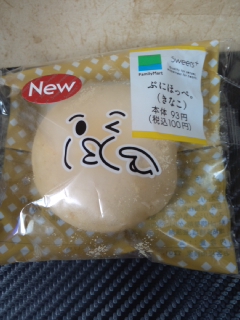 New
FamilyMart
Sweets+
ぷにほっぺ。
(きなこ)
本体 93円
(税込100円)